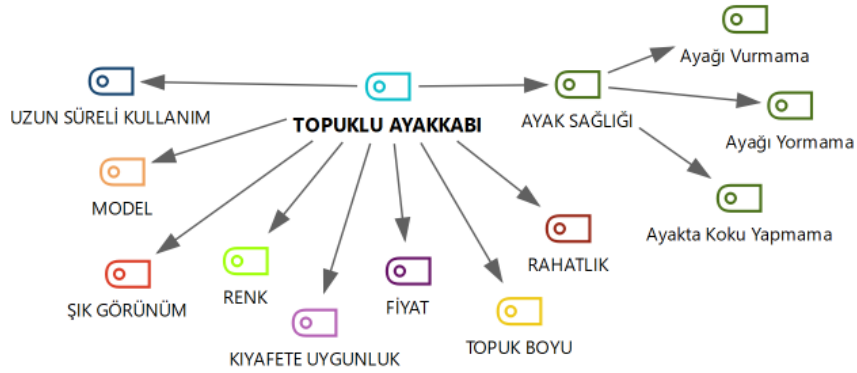 Ayağı Vurmama
UZUN SÜRELİ KULLANIM
TOPUKLU AYAKKABI
AYAK SAĞLIĞI
Ayağı Yormama
MODEL
Ayakta Koku Yapmama
RAHATLIK
ŞIK GÖRÜNÜM
RENK
FİYAT
KIYAFETE UYGUNLUK
TOPUK BOYU